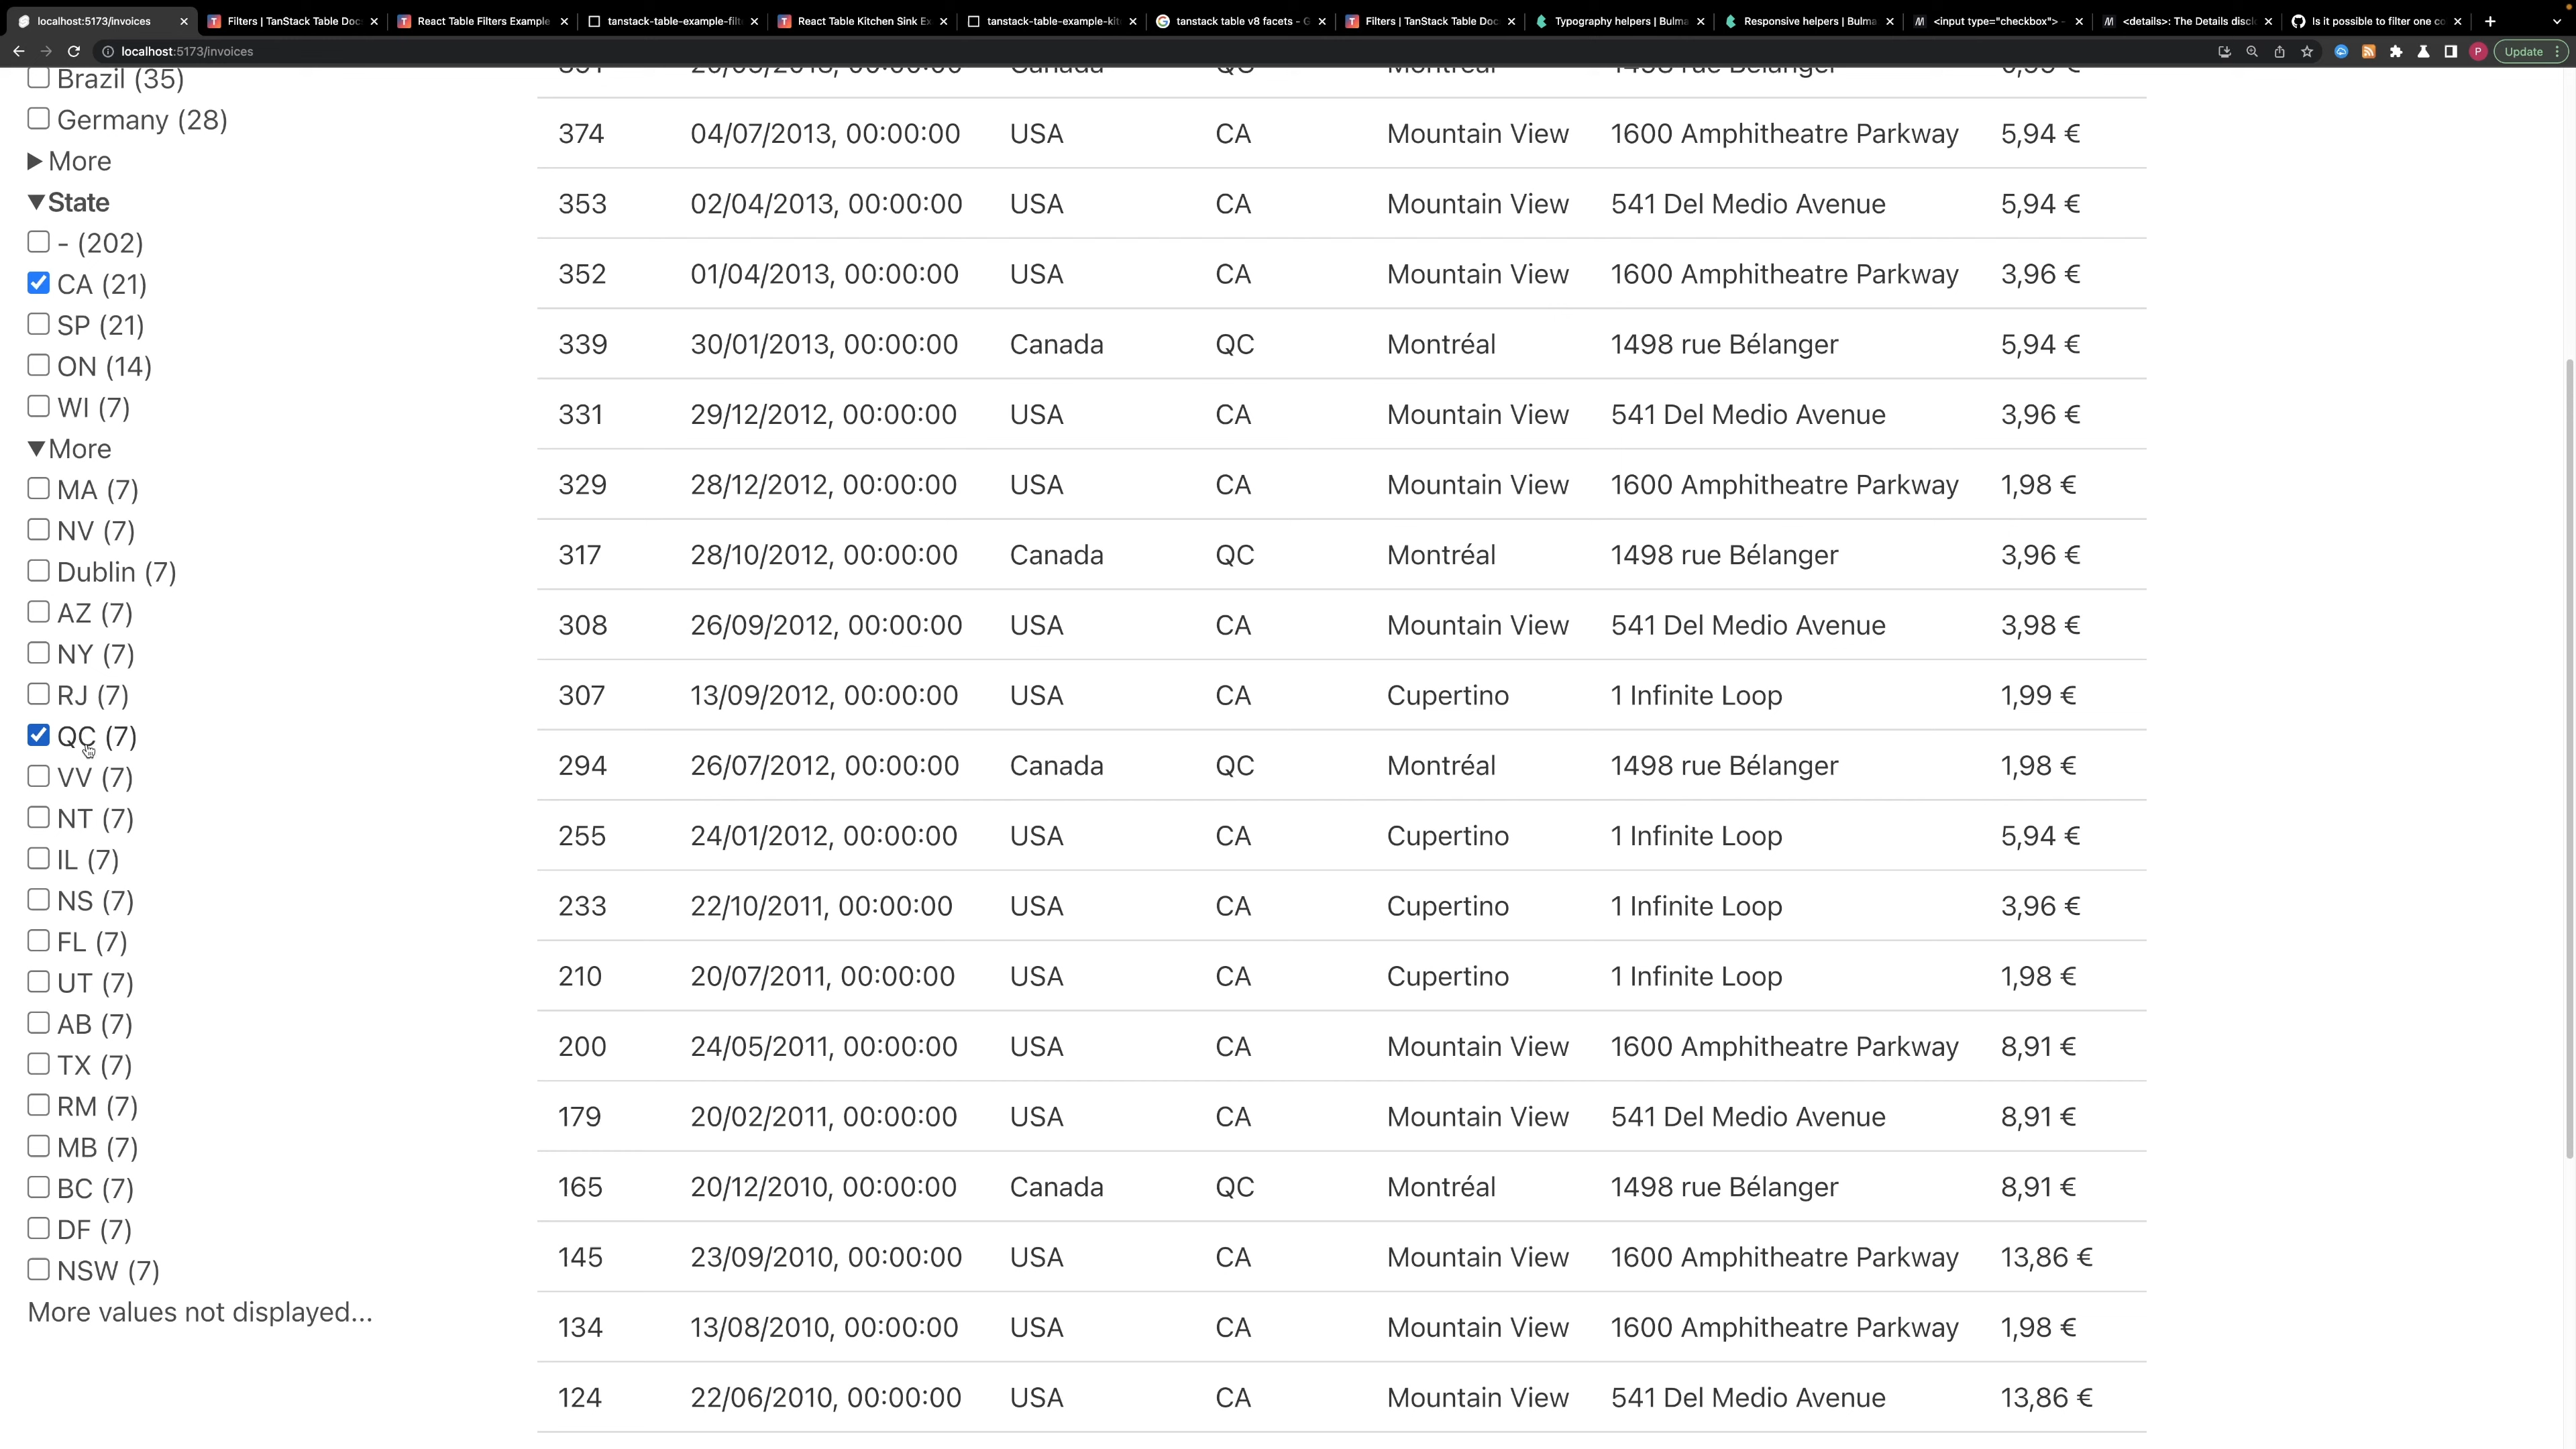 localhost:5173/invoices
Filters | TanStack Table Doc
React Table Filters Example
tanstack-table-example-filt
React Table Kitchen Sink Ex
tanstack-table-example-kit
tanstack table v8 facets - G
Filters | TanStack Table Doc
Typography helpers | Bulma
Responsive helpers | Bulma
<input type="checkbox"> -
<details>: The Details discl
Is it possible to filter one co
localhost:5173/invoices
P
Update
Brazil (35)
Germany (28)
More
State
- (202)
CA (21)
SP (21)
ON (14)
WI (7)
More
MA (7)
NV (7)
Dublin (7)
AZ (7)
NY (7)
RJ (7)
QC (7)
VV (7)
NT (7)
IL (7)
NS (7)
FL (7)
UT (7)
AB (7)
TX (7)
RM (7)
MB (7)
BC (7)
DF (7)
NSW (7)
More values not displayed...
Canada QC Montréal 1498 rue Bélanger
374 04/07/2013, 00:00:00 USA CA Mountain View 1600 Amphitheatre Parkway 5,94 €
353 02/04/2013, 00:00:00 USA CA Mountain View 541 Del Medio Avenue 5,94 €
352 01/04/2013, 00:00:00 USA CA Mountain View 1600 Amphitheatre Parkway 3,96 €
339 30/01/2013, 00:00:00 Canada QC Montréal 1498 rue Bélanger 5,94 €
331 29/12/2012, 00:00:00 USA CA Mountain View 541 Del Medio Avenue 3,96 €
329 28/12/2012, 00:00:00 USA CA Mountain View 1600 Amphitheatre Parkway 1,98 €
317 28/10/2012, 00:00:00 Canada QC Montréal 1498 rue Bélanger 3,96 €
308 26/09/2012, 00:00:00 USA CA Mountain View 541 Del Medio Avenue 3,98 €
307 13/09/2012, 00:00:00 USA CA Cupertino 1 Infinite Loop 1,99 €
294 26/07/2012, 00:00:00 Canada QC Montréal 1498 rue Bélanger 1,98 €
255 24/01/2012, 00:00:00 USA CA Cupertino 1 Infinite Loop 5,94 €
233 22/10/2011, 00:00:00 USA CA Cupertino 1 Infinite Loop 3,96 €
210 20/07/2011, 00:00:00 USA CA Cupertino 1 Infinite Loop 1,98 €
200 24/05/2011, 00:00:00 USA CA Mountain View 1600 Amphitheatre Parkway 8,91 €
179 20/02/2011, 00:00:00 USA CA Mountain View 541 Del Medio Avenue 8,91 €
165 20/12/2010, 00:00:00 Canada QC Montréal 1498 rue Bélanger 8,91 €
145 23/09/2010, 00:00:00 USA CA Mountain View 1600 Amphitheatre Parkway 13,86 €
134 13/08/2010, 00:00:00 USA CA Mountain View 1600 Amphitheatre Parkway 1,98 €
124 22/06/2010, 00:00:00 USA CA Mountain View 541 Del Medio Avenue 13,86 €